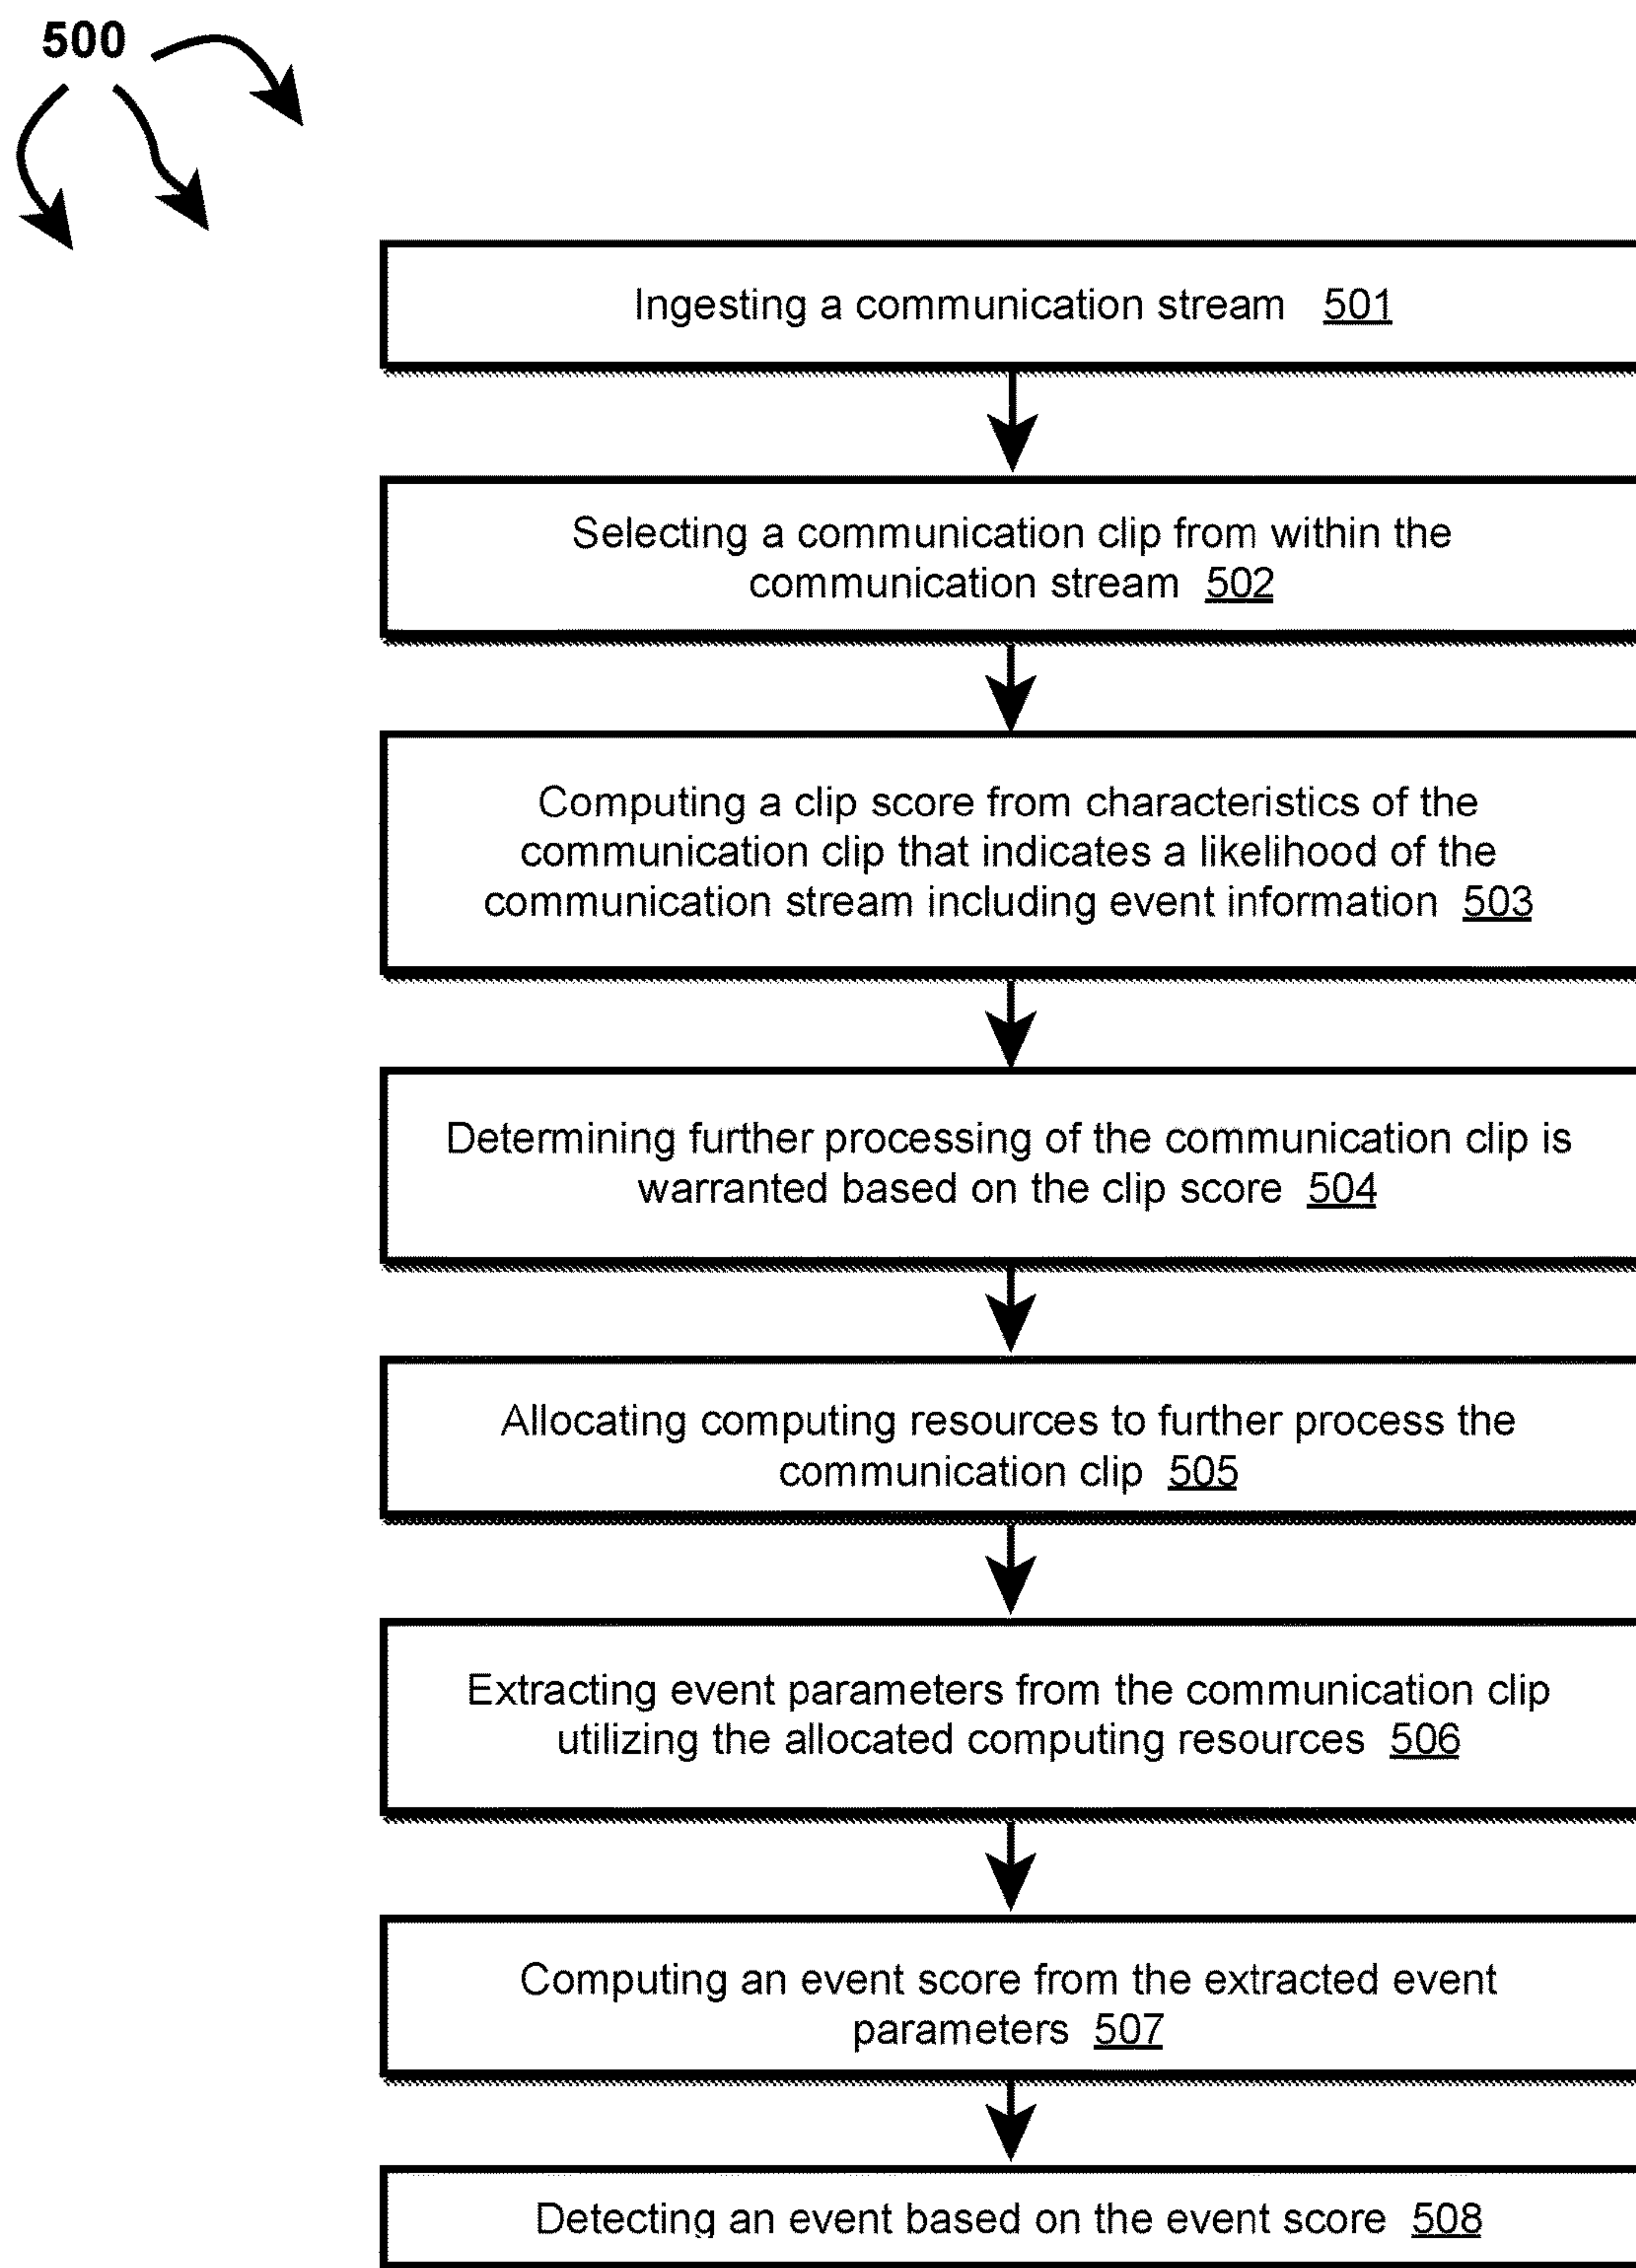 500
Ingesting a communication stream 501
Selecting a communication clip from within the
communication stream 502
Computing a clip score from characteristics of the
communication clip that indicates a likelihood of the
communication stream including event information 503
Determining further processing of the communication clip is
warranted based on the clip score 504
Allocating computing resources to further process the
communication clip 505
Extracting event parameters from the communication clip
utilizing the allocated computing resources 506
Computing an event score from the extracted event
parameters 507
Detecting an event based on the event score 508